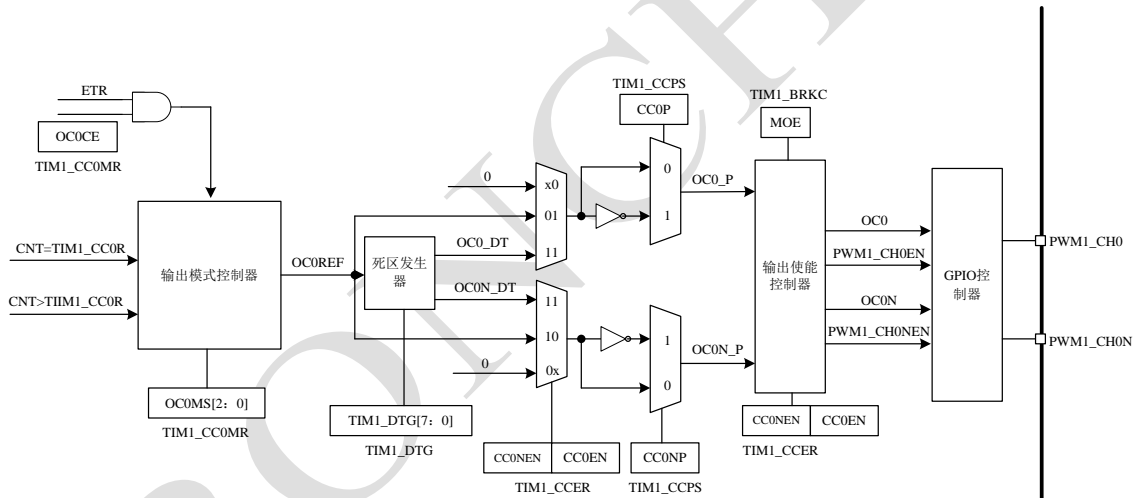 ETR
OC0CE
TIM1_CC0MR
CNT=TIM1_CC0R
CNT>TIIM1_CC0R
输出模式控制器
OC0MS[2：0]
TIM1_CC0MR
OC0REF
死区发生
器
OC0_DT
OC0N_DT
TIM1_DTG[7：0]
TIM1_DTG
0
x0
01
11
11
10
0x
0
CC0NEN
CC0EN
TIM1_CCER
TIM1_CCPS
CC0P
0
1
1
0
CC0NP
TIM1_CCPS
OC0_P
OC0N_P
TIM1_BRKC
MOE
输出使能
控制器
CC0NEN
CC0EN
TIM1_CCER
OC0
PWM1_CH0EN
OC0N
PWM1_CH0NEN
GPIO控
制器
PWM1_CH0
PWM1_CH0N